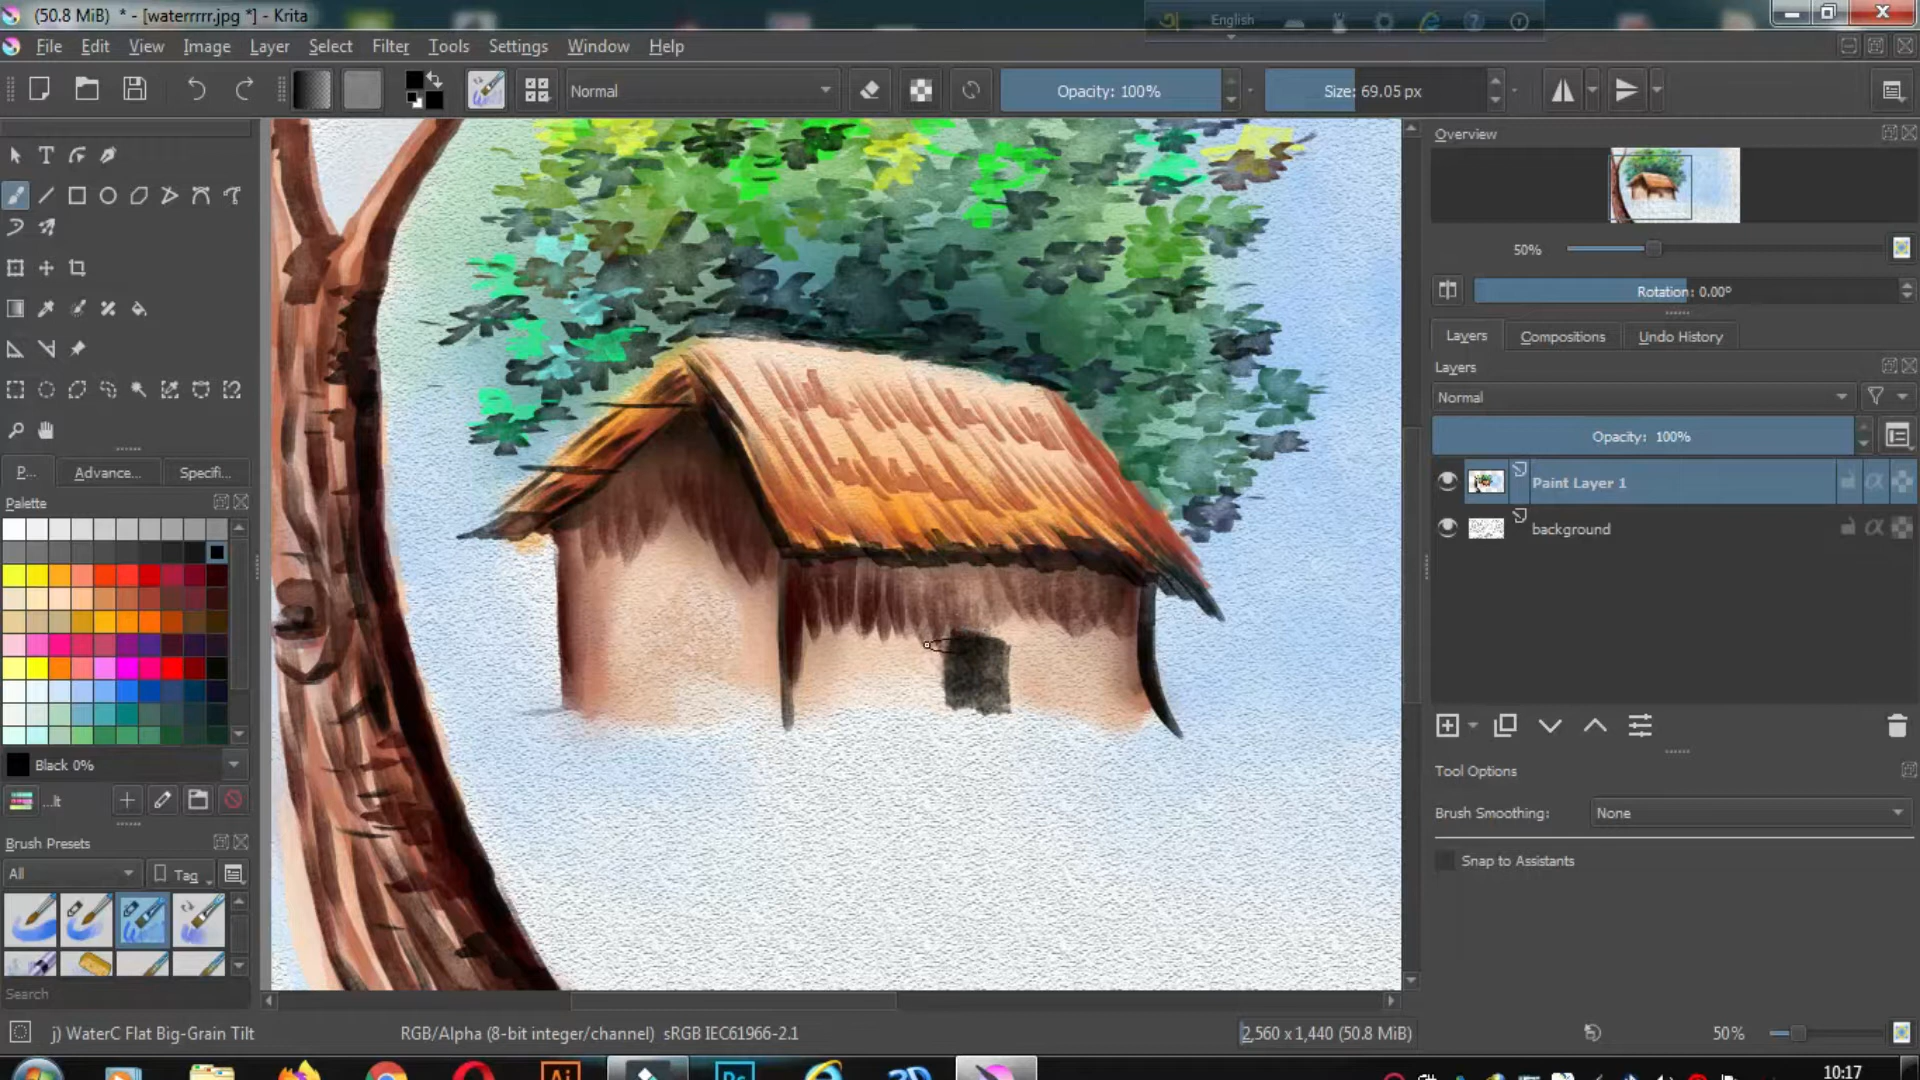 (50.8 MiB) * - [waterrrrr.jpg *] - Krita
English
File Edit View Image Layer Select Filter Tools Settings Window Help
Normal
Opacity: 100%
Size: 69.05 px
Overview
50%
Rotation: 0.00º
Layers Compositions Undo History
Layers
Normal
Opacity: 100%
Paint Layer 1
background
P... Advance... Specifi...
Palette
Black 0%
...lt
Brush Presets
All Tag
Search
Tool Options
Brush Smoothing: None
Snap to Assistants
j) WaterC Flat Big-Grain Tilt
RGB/Alpha (8-bit integer/channel) sRGB IEC61966-2.1
2,560 x 1,440 (50.8 MiB)
50%
Ai
10:17